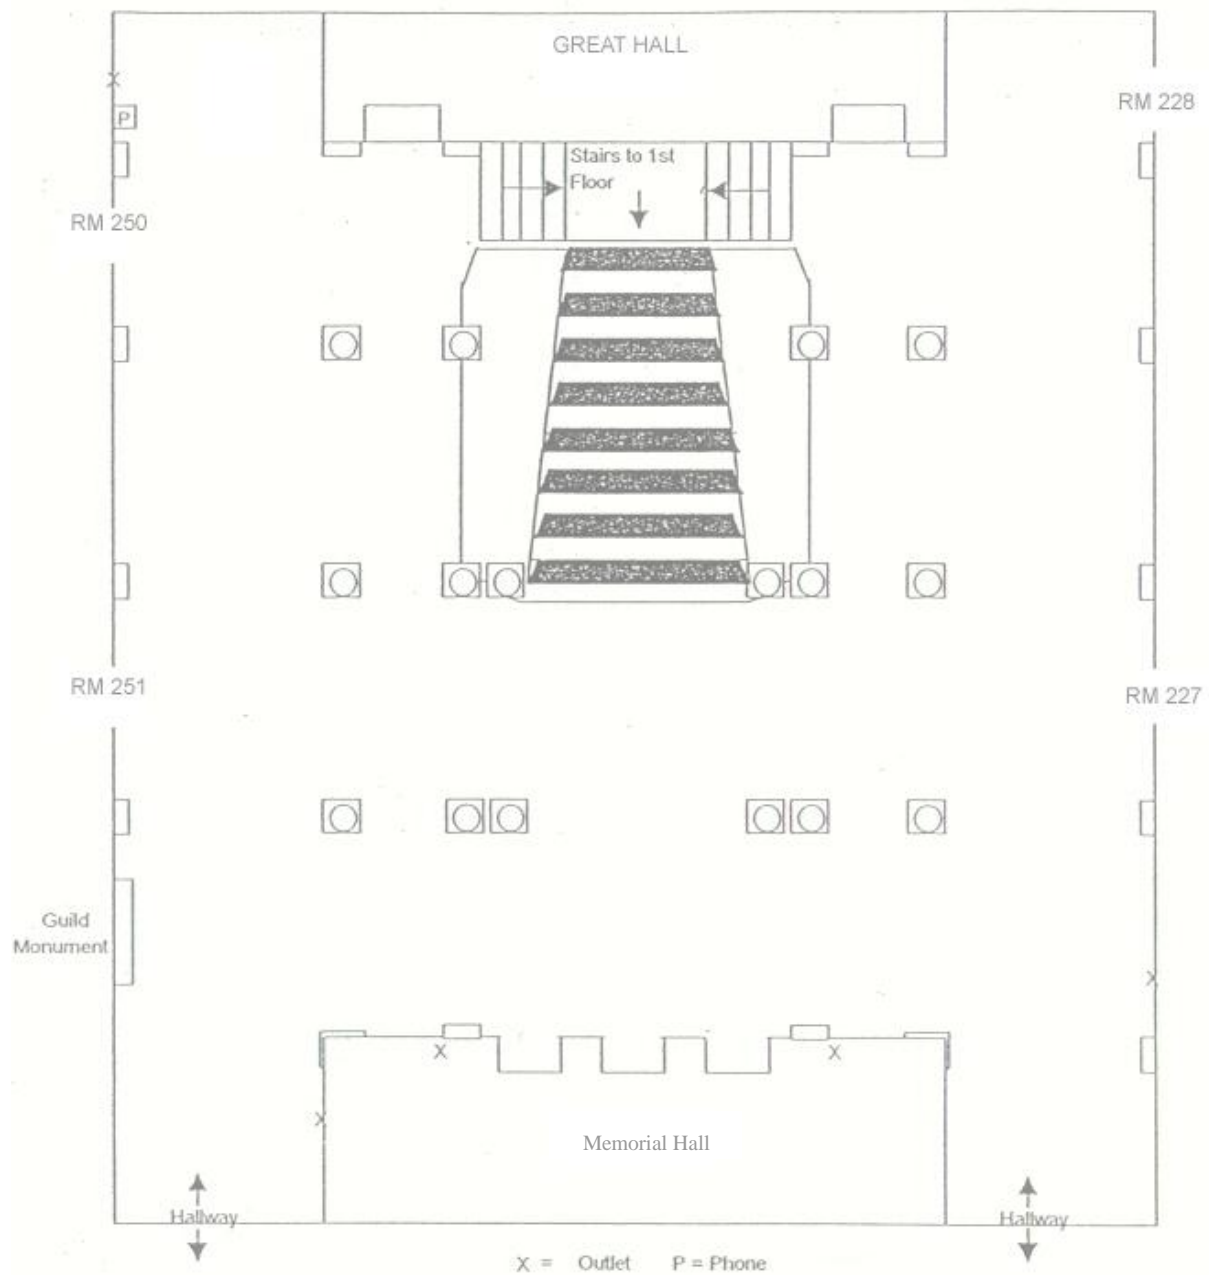 GREAT HALL
X
RM 228
P
Stairs to 1st
Floor
RM 250
RM 251
RM 227
Guild
Monument
X
X
X
X
Memorial Hall
Hallway
Hallway
X = Outlet P = Phone